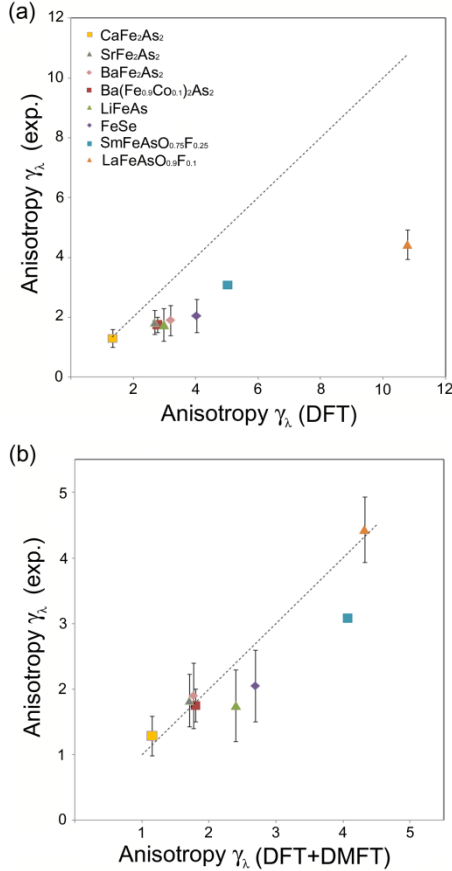 (a)
12
10
8
6
4
2
0
Anisotropy γλ (exp.)
CaFe₂As₂
SrFe₂As₂
BaFe₂As₂
Ba(Fe₀.₉Co₀.₁)₂As₂
LiFeAs
FeSe
SmFeAsO₀.₇₅F₀.₂₅
LaFeAsO₀.₉F₀.₁
2 4 6 8 10 12
Anisotropy γλ (DFT)
(b)
5
4
3
2
1
0
Anisotropy γλ (exp.)
1 2 3 4 5
Anisotropy γλ (DFT+DMFT)